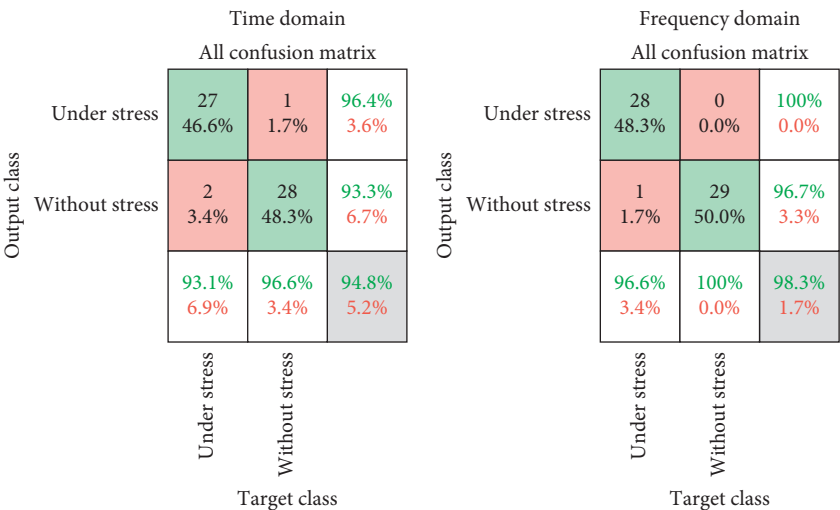 Time domain
All confusion matrix
Output class
Under stress
27
46.6%
1
1.7%
96.4%
3.6%
Without stress
2
3.4%
28
48.3%
93.3%
6.7%
93.1%
6.9%
96.6%
3.4%
94.8%
5.2%
Under stress
Without stress
Target class
Frequency domain
All confusion matrix
Output class
Under stress
28
48.3%
0
0.0%
100%
0.0%
Without stress
1
1.7%
29
50.0%
96.7%
3.3%
96.6%
3.4%
100%
0.0%
98.3%
1.7%
Under stress
Without stress
Target class